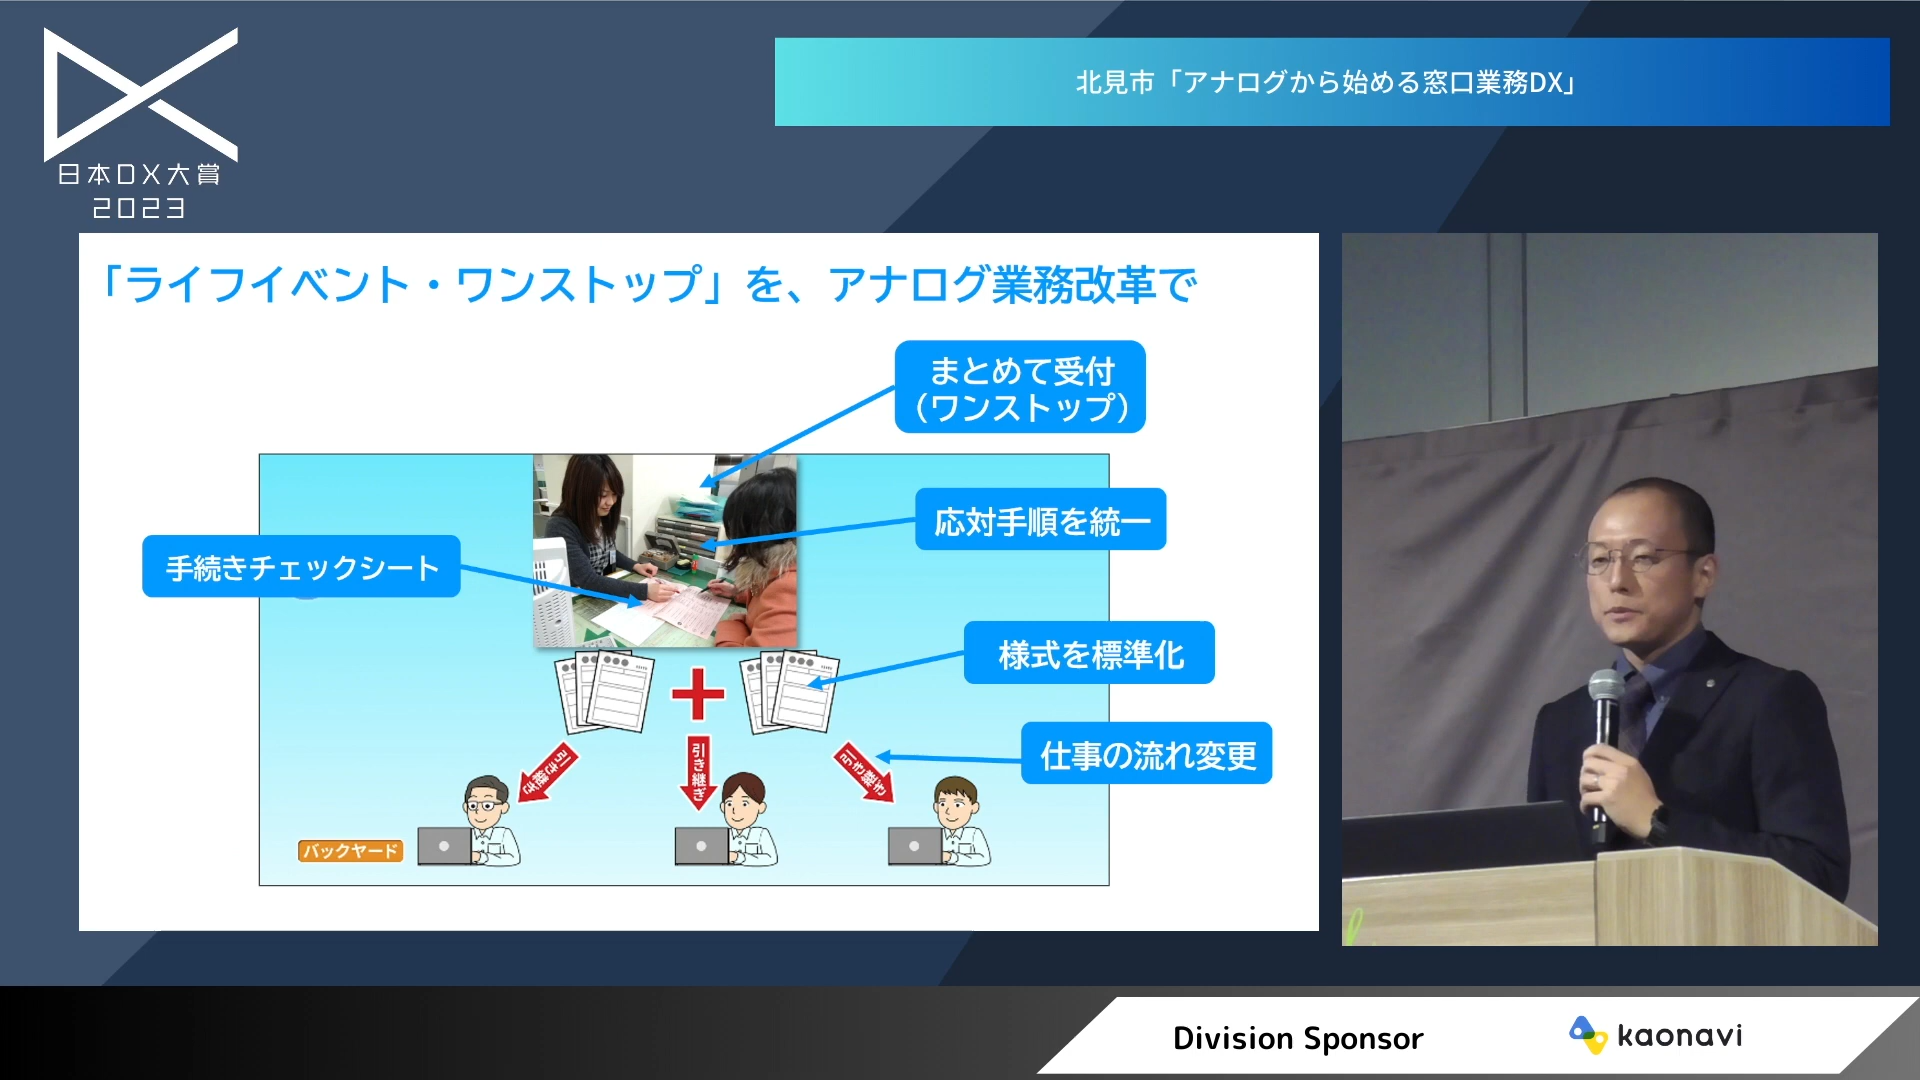 日本DX大賞
2023
北見市「アナログから始める窓口業務DX」
「ライフイベント・ワンストップ」を、アナログ業務改革で
まとめて受付
（ワンストップ）
応対手順を統一
手続きチェックシート
様式を標準化
仕事の流れ変更
引き継ぎ
引き継ぎ
引き継ぎ
バックヤード
Division Sponsor
kaonavi